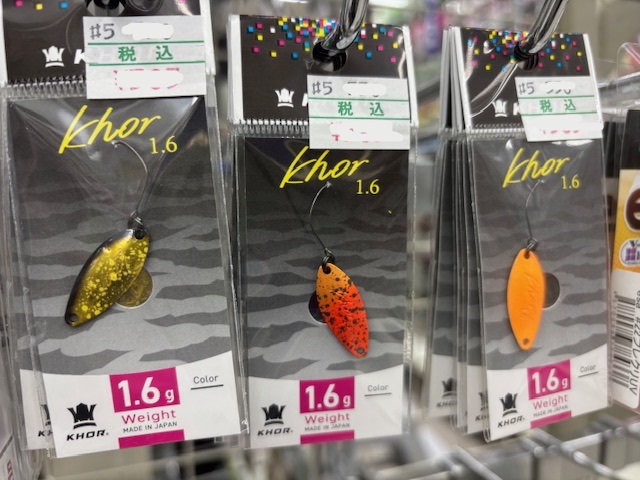 #5
税込
Khor
1.6
1.6g
Weight
MADE IN JAPAN
Color
KHOR.
#5
税込
Khor
1.6
1.6g
Weight
MADE IN JAPAN
Color
KHOR.
#5
税込
Khor
1.6
1.6g
Weight
MADE IN JAPAN
Color
KHOR.